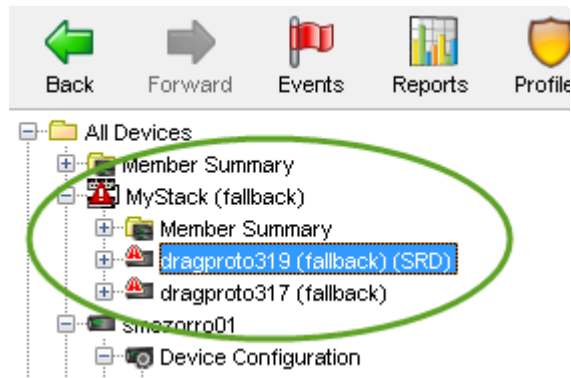 Back Forward Events Reports Profile
All Devices
Member Summary
MyStack (fallback)
Member Summary
dragproto319 (fallback) (SRD)
dragproto317 (fallback)
smozorro01
Device Configuration